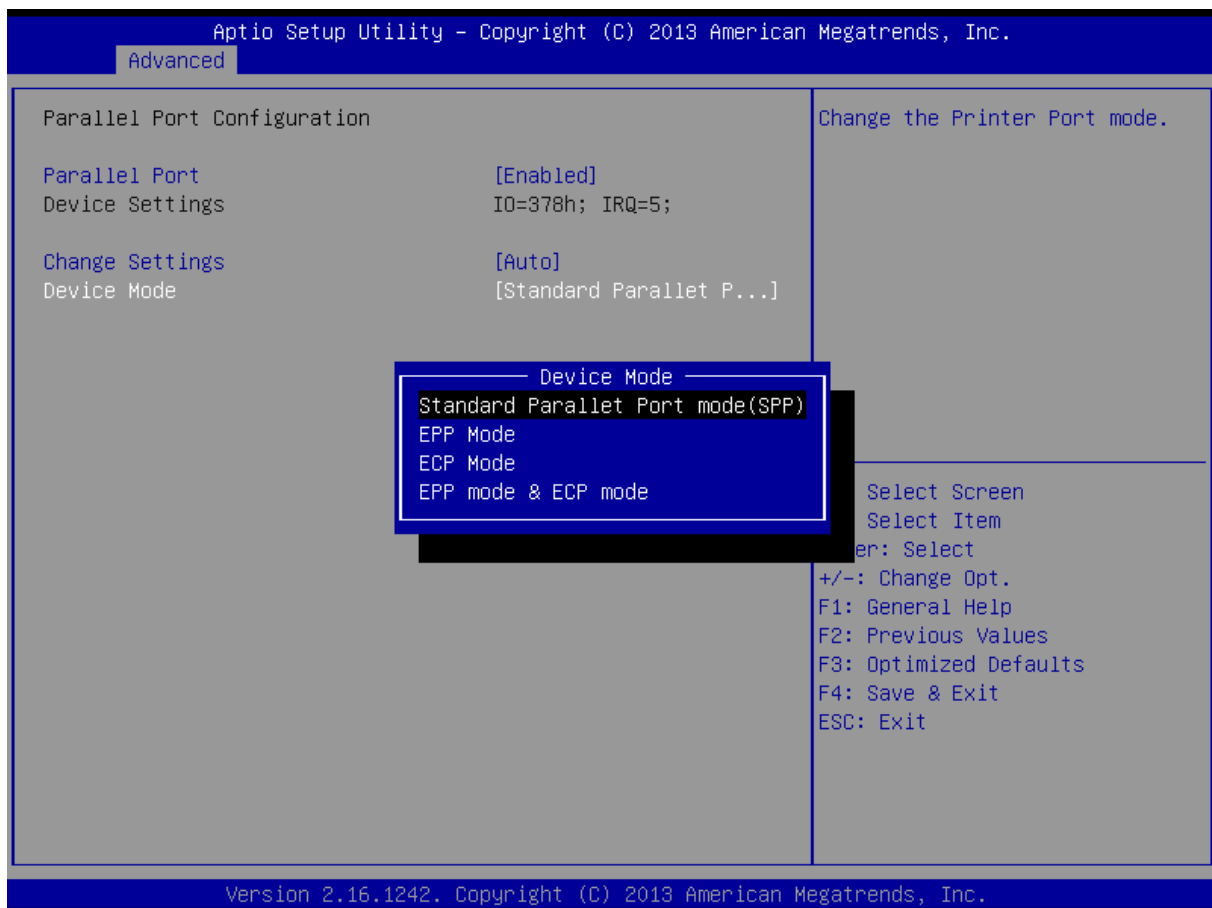 Aptio Setup Utility – Copyright (C) 2013 American Megatrends, Inc.
Advanced
Parallel Port Configuration
Parallel Port [Enabled]
Device Settings IO=378h; IRQ=5;
Change Settings [Auto]
Device Mode [Standard Parallet P...]
Change the Printer Port mode.
Device Mode
Standard Parallet Port mode(SPP)
EPP Mode
ECP Mode
EPP mode & ECP mode
Select Screen
Select Item
er: Select
+/-: Change Opt.
F1: General Help
F2: Previous Values
F3: Optimized Defaults
F4: Save & Exit
ESC: Exit
Version 2.16.1242. Copyright (C) 2013 American Megatrends, Inc.